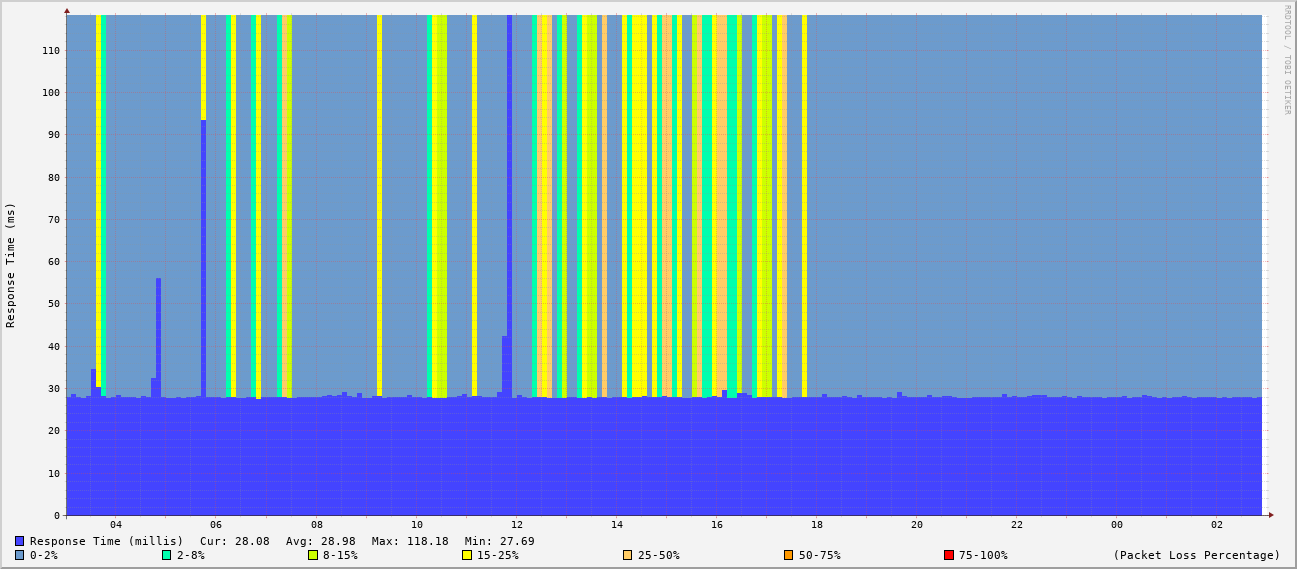 RRDTOOL / TOBI OETIKER
Response Time (ms)
110
100
90
80
70
60
50
40
30
20
10
0
04 06 08 10 12 14 16 18 20 22 00 02
Response Time (millis) Cur: 28.08 Avg: 28.98 Max: 118.18 Min: 27.69
0-2% 2-8% 8-15% 15-25% 25-50% 50-75% 75-100% (Packet Loss Percentage)